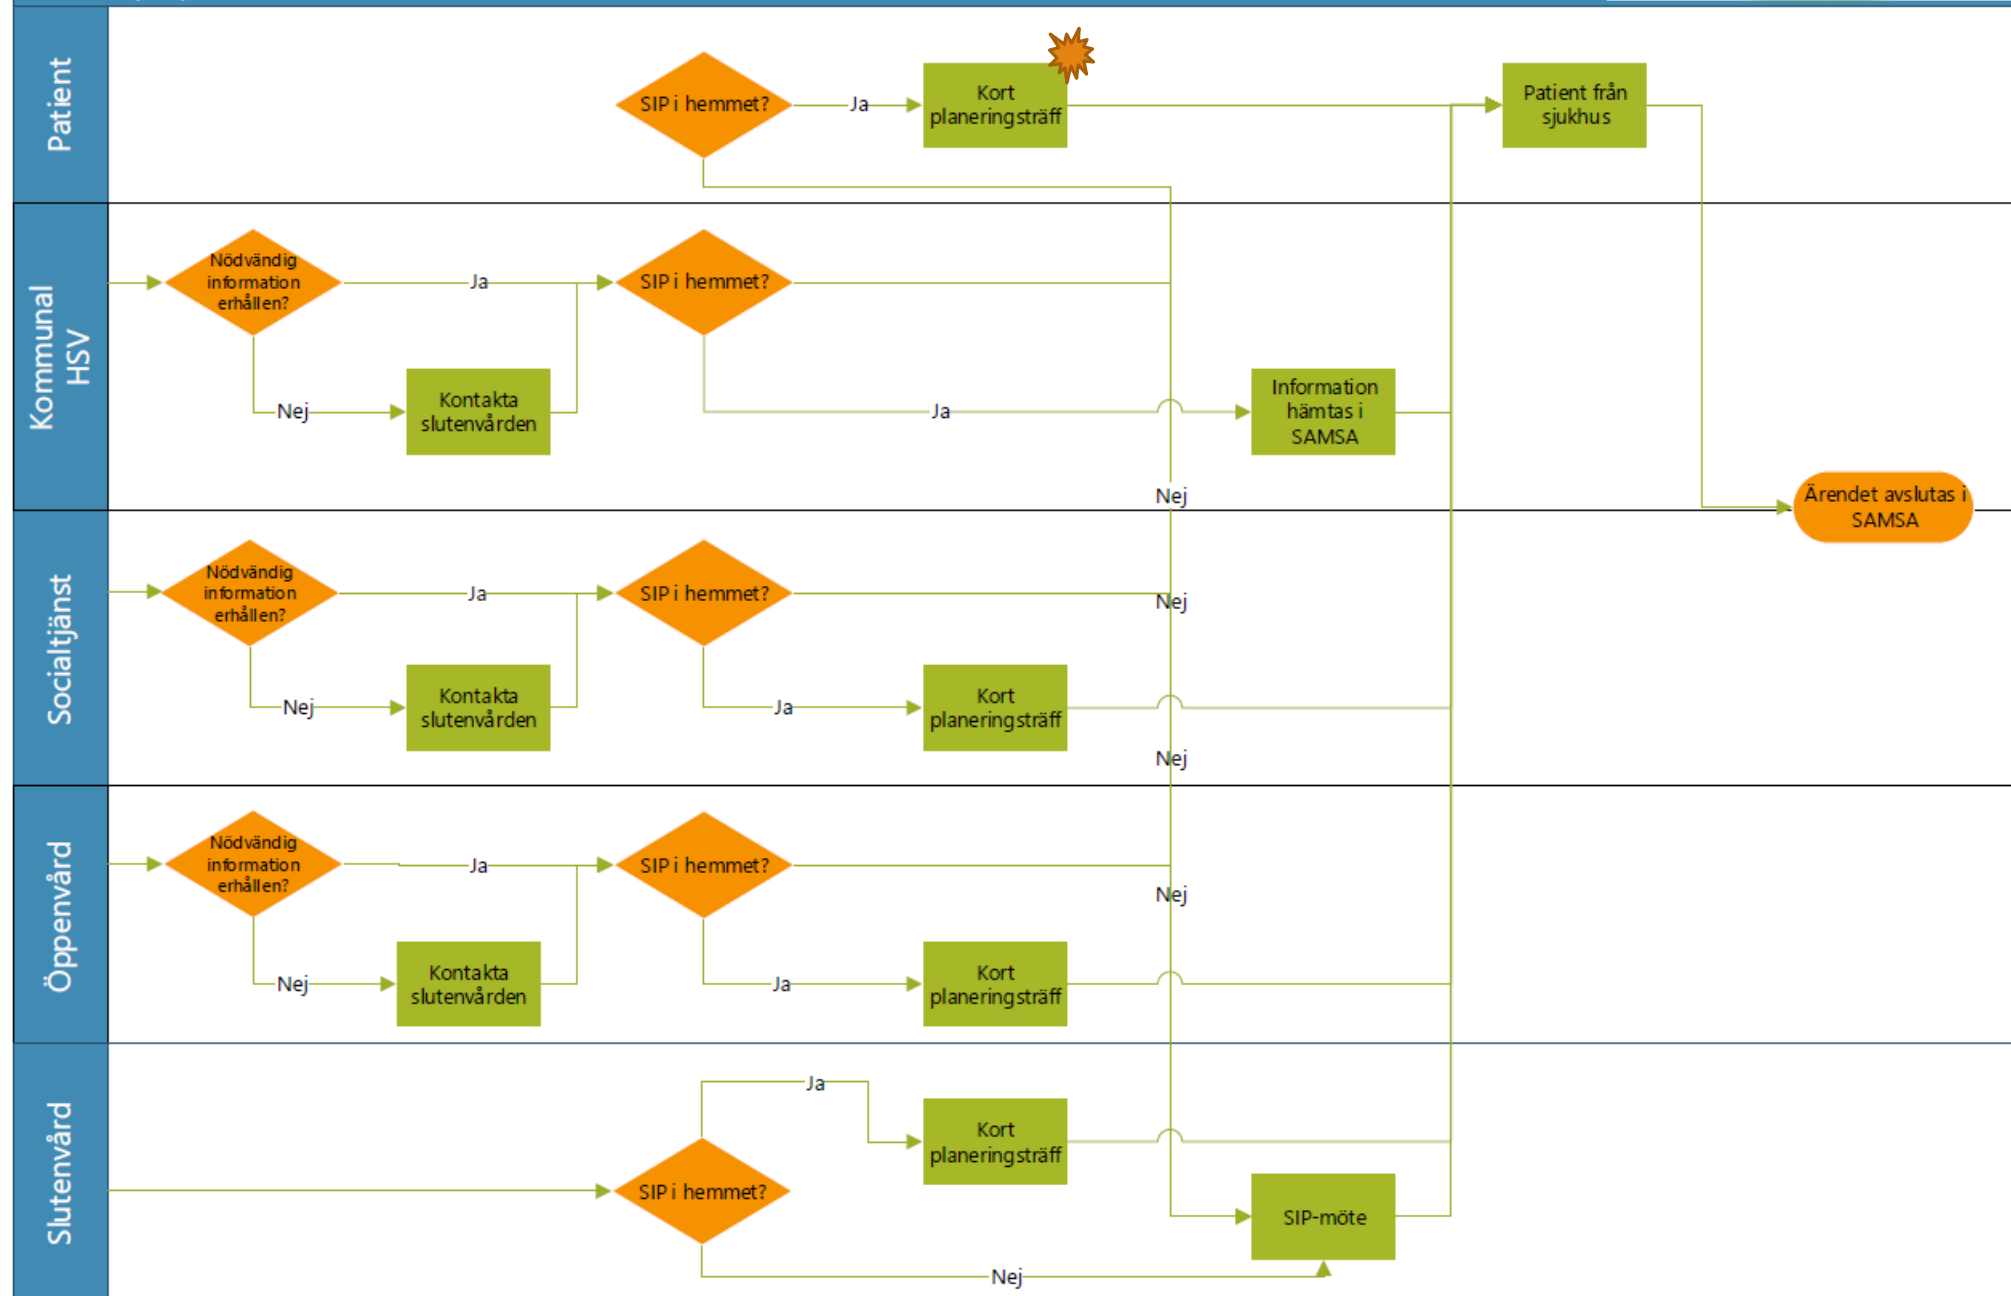 Patient
SIP i hemmet?
Ja
Kort
planeringsträff
Patient från
sjukhus
Kommunal
HSV
Nödvändig
information
erhållen?
Ja
SIP i hemmet?
Nej
Kontakta
slutenvården
Ja
Information
hämtas i
SAMSA
Nej
Ärendet avslutas i
SAMSA
Socialtjänst
Nödvändig
information
erhållen?
Ja
SIP i hemmet?
Nej
Nej
Kontakta
slutenvården
Ja
Kort
planeringsträff
Nej
Öppenvård
Nödvändig
information
erhållen?
Ja
SIP i hemmet?
Nej
Nej
Kontakta
slutenvården
Ja
Kort
planeringsträff
Slutenvård
Ja
Kort
planeringsträff
SIP i hemmet?
SIP-möte
Nej